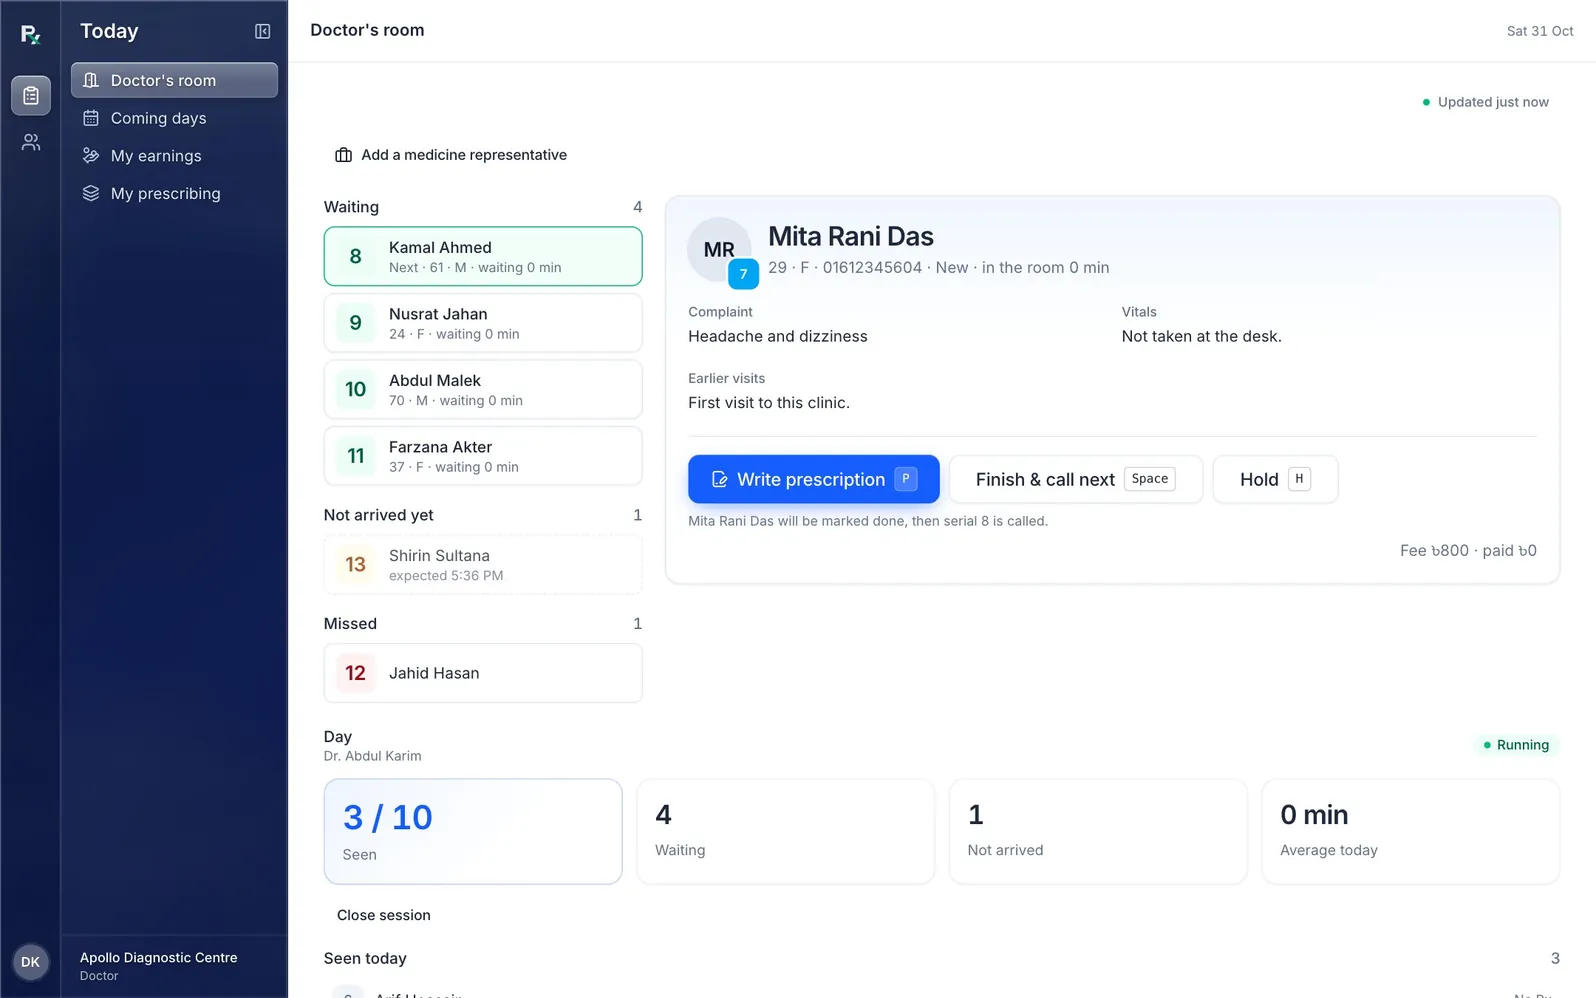 Rx
Today
Doctor's room
Coming days
My earnings
My prescribing
DK
Apollo Diagnostic Centre
Doctor
Doctor's room
Sat 31 Oct
Updated just now
Add a medicine representative
Waiting 4
8 Kamal Ahmed
Next · 61 · M · waiting 0 min
9 Nusrat Jahan
24 · F · waiting 0 min
10 Abdul Malek
70 · M · waiting 0 min
11 Farzana Akter
37 · F · waiting 0 min
Not arrived yet 1
13 Shirin Sultana
expected 5:36 PM
Missed 1
12 Jahid Hasan
MR
7
Mita Rani Das
29 · F · 01612345604 · New · in the room 0 min
Complaint
Headache and dizziness
Vitals
Not taken at the desk.
Earlier visits
First visit to this clinic.
Write prescription P
Finish & call next Space
Hold H
Mita Rani Das will be marked done, then serial 8 is called.
Fee ৳800 · paid ৳0
Day
Dr. Abdul Karim
Running
3 / 10
Seen
4
Waiting
1
Not arrived
0 min
Average today
Close session
Seen today 3